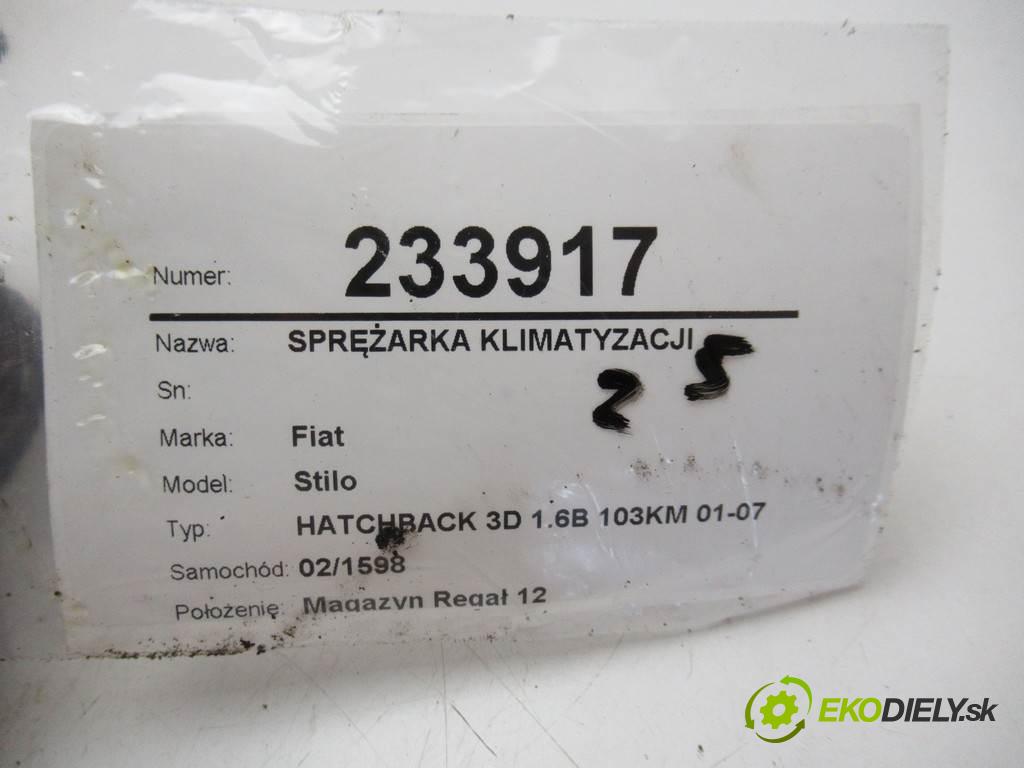 Numer: 233917
Nazwa: SPRĘŻARKA KLIMATYZACJI
2 5
Sn:
Marka: Fiat
Model: Stilo
Typ: HATCHBACK 3D 1.6B 103KM 01-07
Samochód: 02/1598
Położenie: Magazyn Regał 12
EKODIELY.sk